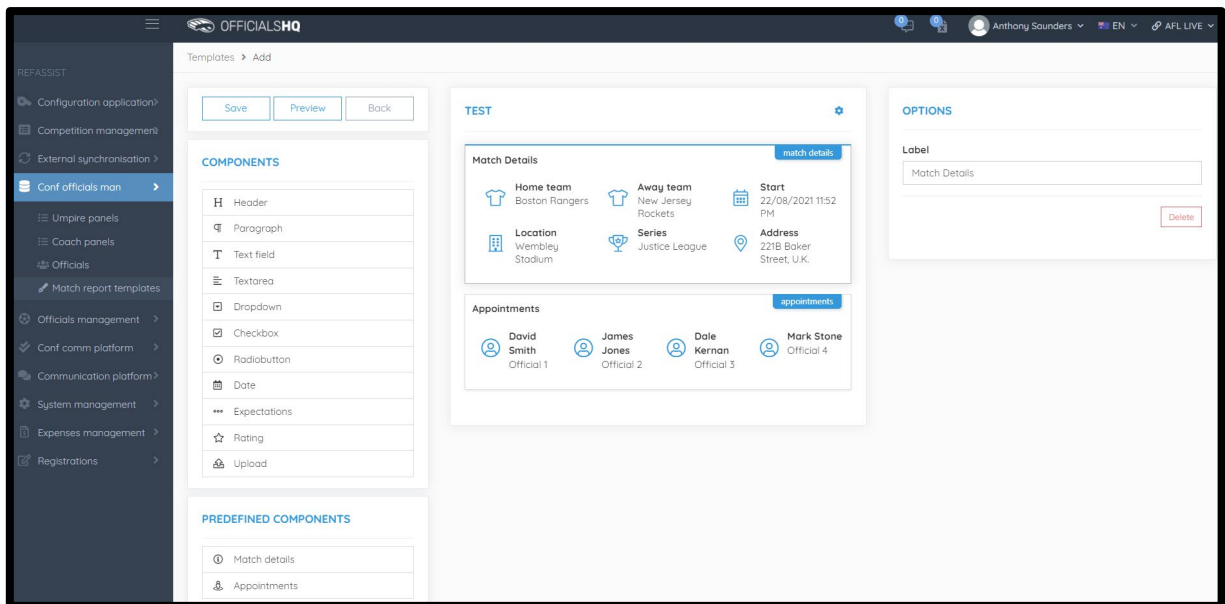 OFFICIALSHQ
0
0
Anthony Saunders
EN
AFL LIVE
Templates > Add
REFASSIST
Configuration application
Competition management
External synchronisation
Conf officials man
Umpire panels
Coach panels
Officials
Match report templates
Officials management
Conf comm platform
Communication platform
System management
Expenses management
Registrations
Save
Preview
Back
COMPONENTS
Header
Paragraph
Text field
Textarea
Dropdown
Checkbox
Radiobutton
Date
Expectations
Rating
Upload
PREDEFINED COMPONENTS
Match details
Appointments
TEST
match details
Match Details
Home team
Boston Rangers
Away team
New Jersey
Rockets
Start
22/08/2021 11:52
PM
Location
Wembley
Stadium
Series
Justice League
Address
221B Baker
Street, U.K.
appointments
Appointments
David
Smith
Official 1
James
Jones
Official 2
Dale
Kernan
Official 3
Mark Stone
Official 4
OPTIONS
Label
Match Details
Delete